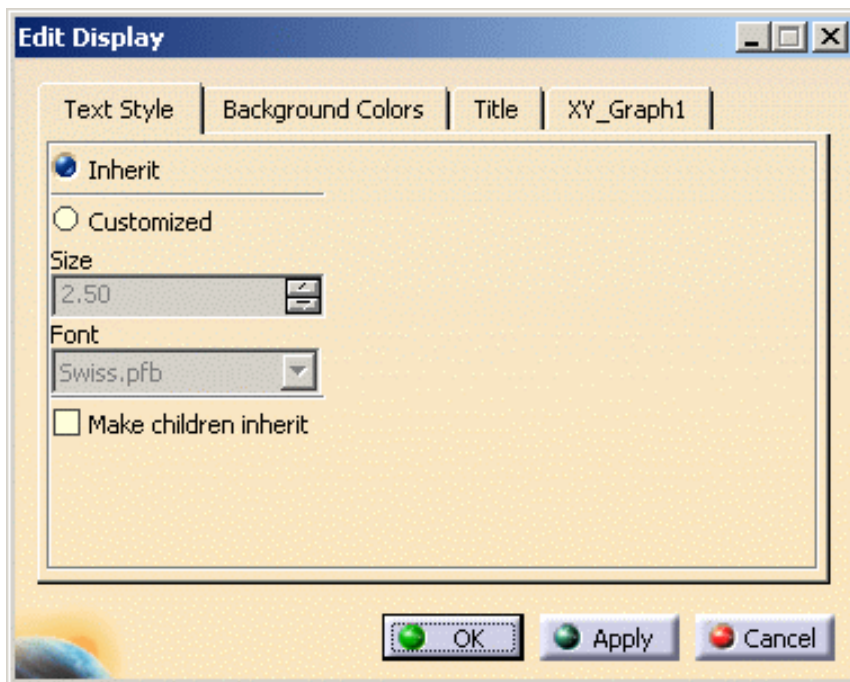 Edit Display
Text Style Background Colors Title XY_Graph1
Inherit
Customized
Size
2.50
Font
Swiss.pfb
Make children inherit
OK Apply Cancel